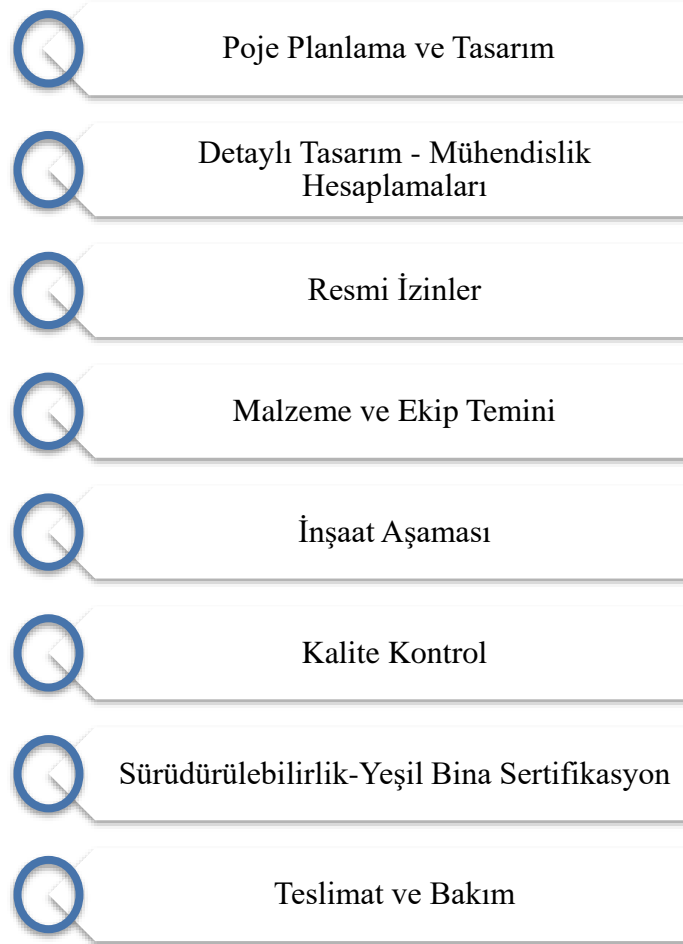 Poje Planlama ve Tasarım
Detaylı Tasarım - Mühendislik
Hesaplamaları
Resmi İzinler
Malzeme ve Ekip Temini
İnşaat Aşaması
Kalite Kontrol
Sürüdürülebilirlik-Yeşil Bina Sertifikasyon
Teslimat ve Bakım